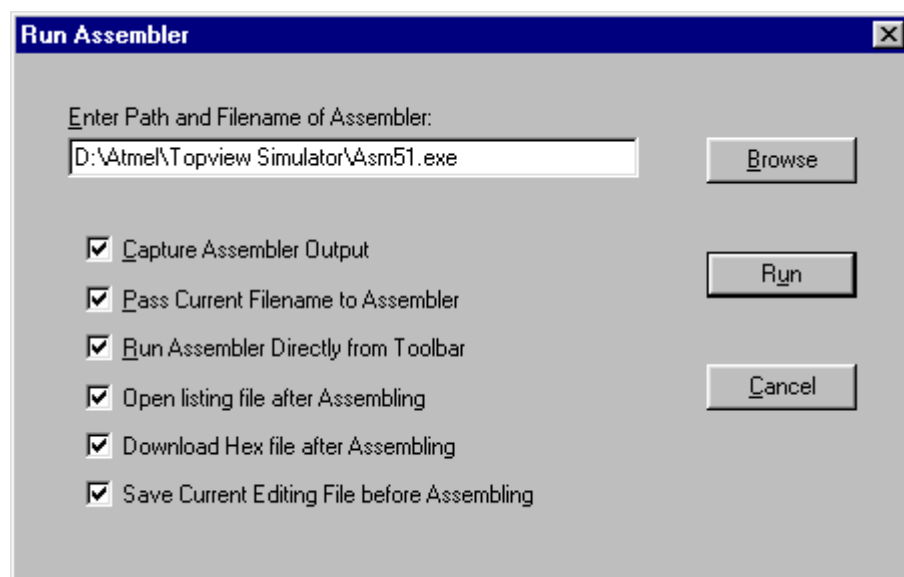 Run Assembler
Enter Path and Filename of Assembler:
D:\Atmel\Topview Simulator\Asm51.exe
Browse
Capture Assembler Output
Run
Pass Current Filename to Assembler
Run Assembler Directly from Toolbar
Cancel
Open listing file after Assembling
Download Hex file after Assembling
Save Current Editing File before Assembling